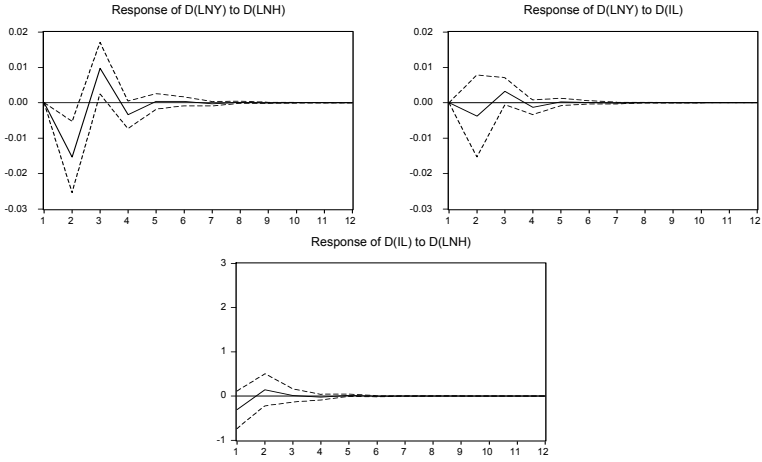 Response of D(LNY) to D(LNH)
0.02
0.01
0.00
-0.01
-0.02
-0.03
1 2 3 4 5 6 7 8 9 10 11 12
Response of D(LNY) to D(IL)
0.02
0.01
0.00
-0.01
-0.02
-0.03
1 2 3 4 5 6 7 8 9 10 11 12
Response of D(IL) to D(LNH)
3
2
1
0
-1
1 2 3 4 5 6 7 8 9 10 11 12